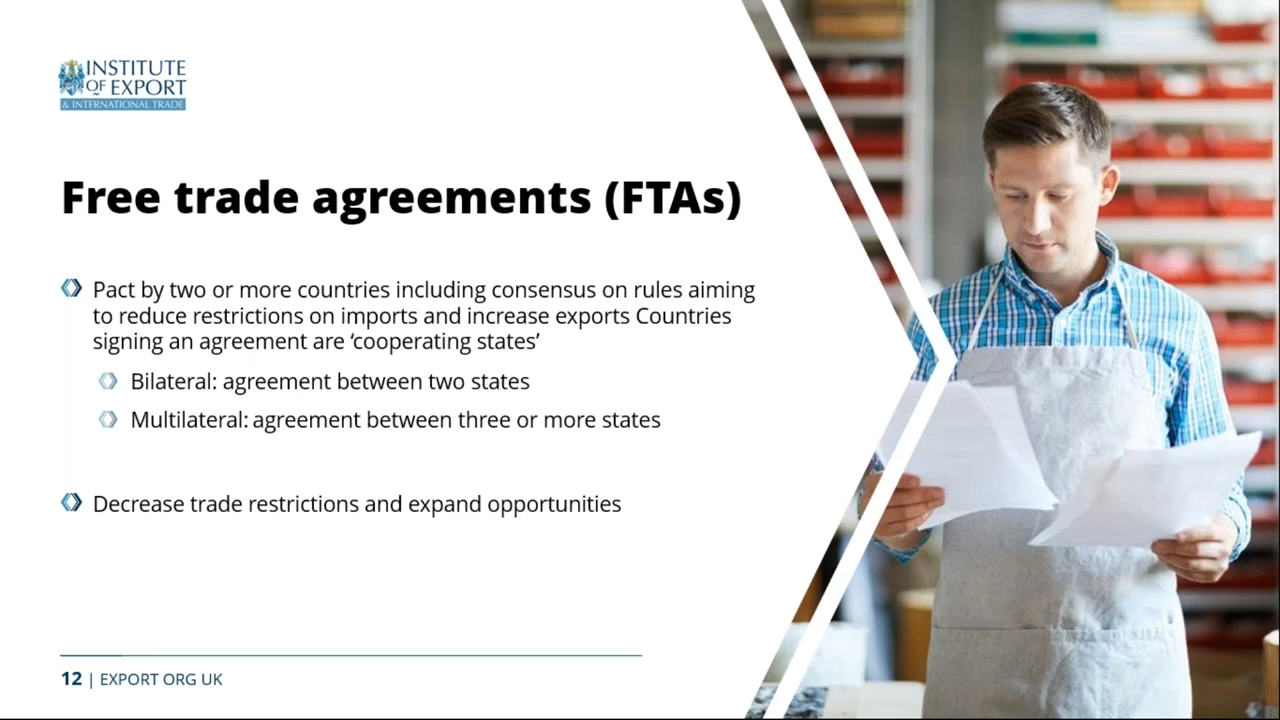 INSTITUTE
OF EXPORT
& INTERNATIONAL TRADE
Free trade agreements (FTAs)
Pact by two or more countries including consensus on rules aiming
to reduce restrictions on imports and increase exports Countries
signing an agreement are ‘cooperating states’
Bilateral: agreement between two states
Multilateral: agreement between three or more states
Decrease trade restrictions and expand opportunities
12 | EXPORT ORG UK